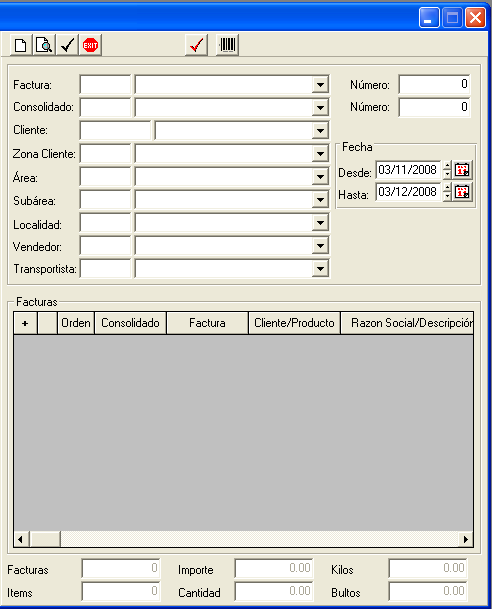 EXIT
Factura: Número: 0
Consolidado: Número: 0
Cliente:
Zona Cliente: Fecha
Área: Desde: 03/11/2008
Subárea: Hasta: 03/12/2008
Localidad:
Vendedor:
Transportista:
Facturas
+ Orden Consolidado Factura Cliente/Producto Razon Social/Descripción
Facturas 0 Importe 0.00 Kilos 0.00
Items 0 Cantidad 0.00 Bultos 0.00